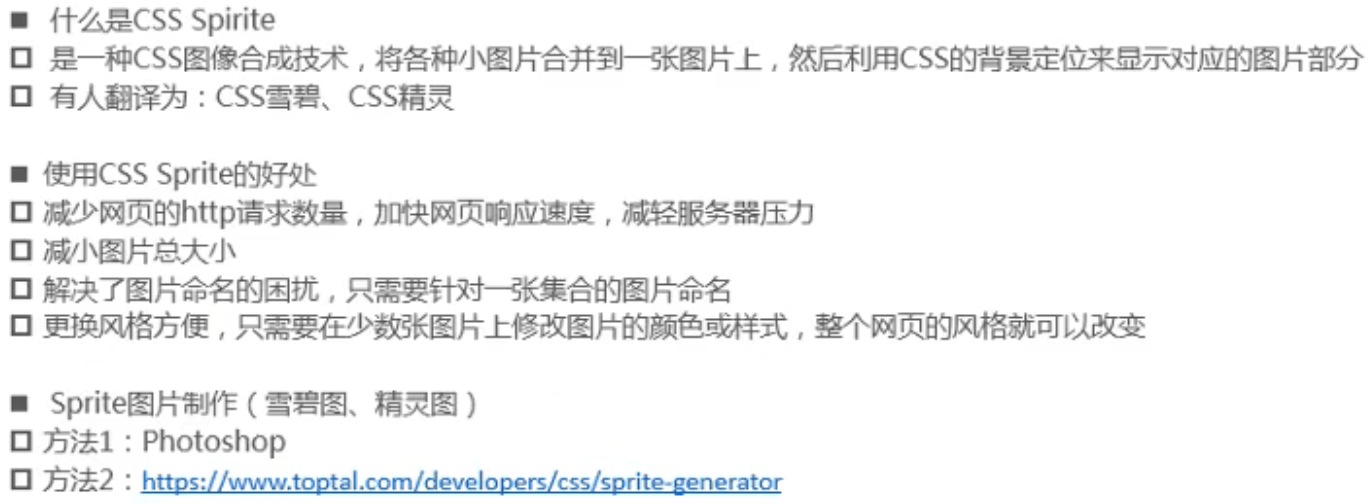 ■ 什么是CSS Spirite
□ 是一种CSS图像合成技术，将各种小图片合并到一张图片上，然后利用CSS的背景定位来显示对应的图片部分
□ 有人翻译为：CSS雪碧、CSS精灵
■ 使用CSS Sprite的好处
□ 减少网页的http请求数量，加快网页响应速度，减轻服务器压力
□ 减小图片总大小
□ 解决了图片命名的困扰，只需要针对一张集合的图片命名
□ 更换风格方便，只需要在少数张图片上修改图片的颜色或样式，整个网页的风格就可以改变
■ Sprite图片制作（雪碧图、精灵图）
□ 方法1：Photoshop
□ 方法2：https://www.toptal.com/developers/css/sprite-generator